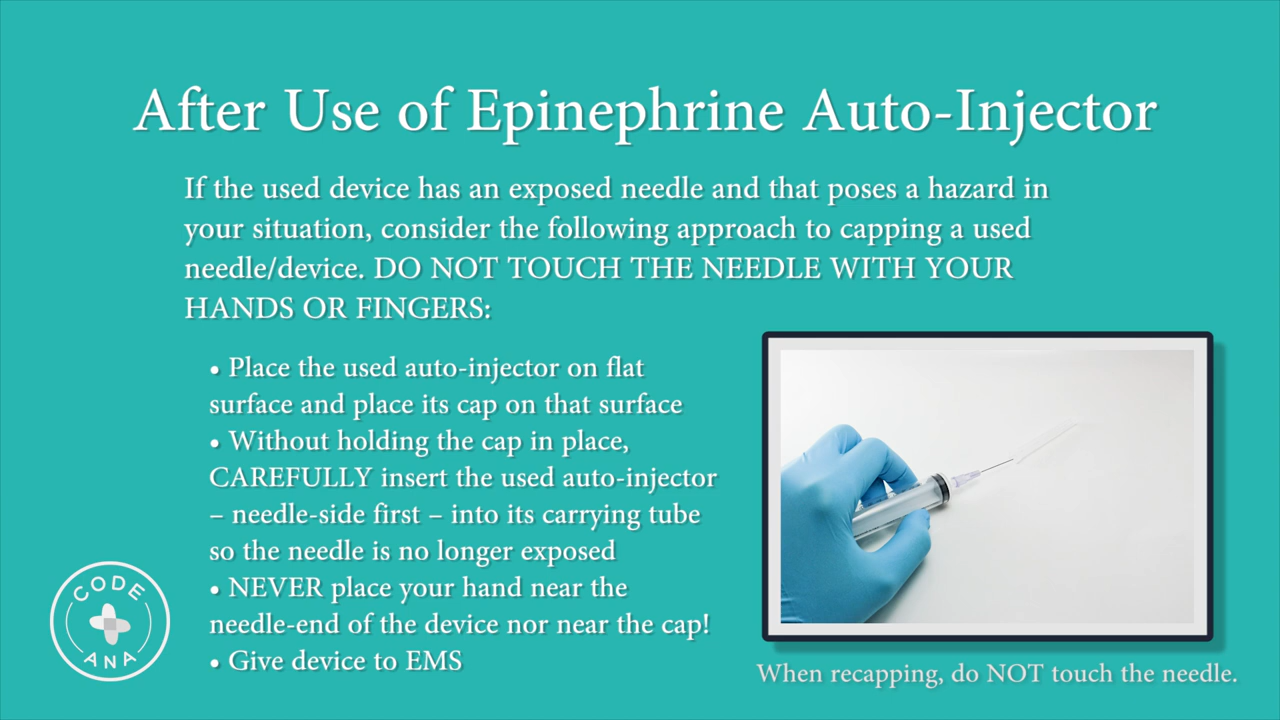 After Use of Epinephrine Auto-Injector
If the used device has an exposed needle and that poses a hazard in
your situation, consider the following approach to capping a used
needle/device. DO NOT TOUCH THE NEEDLE WITH YOUR
HANDS OR FINGERS:
• Place the used auto-injector on flat
surface and place its cap on that surface
• Without holding the cap in place,
CAREFULLY insert the used auto-injector
– needle-side first – into its carrying tube
so the needle is no longer exposed
• NEVER place your hand near the
needle-end of the device nor near the cap!
• Give device to EMS
When recapping, do NOT touch the needle.
CODE
ANA